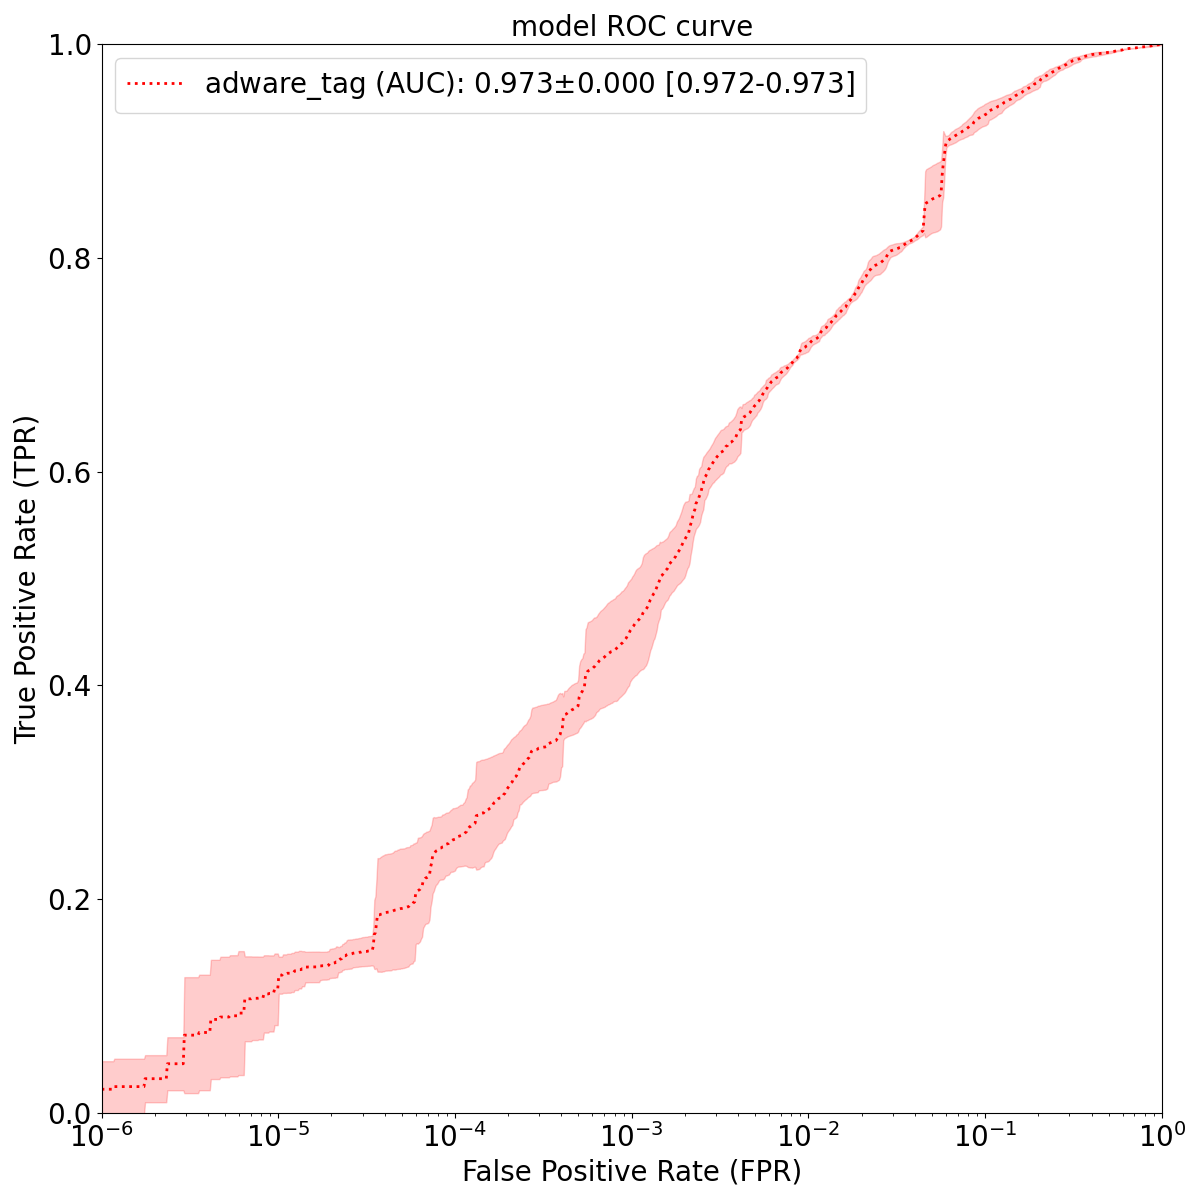 model ROC curve
adware_tag (AUC): 0.973±0.000 [0.972-0.973]
1.0
0.8
0.6
0.4
0.2
0.0
True Positive Rate (TPR)
10⁻⁶ 10⁻⁵ 10⁻⁴ 10⁻³ 10⁻² 10⁻¹ 10⁰
False Positive Rate (FPR)